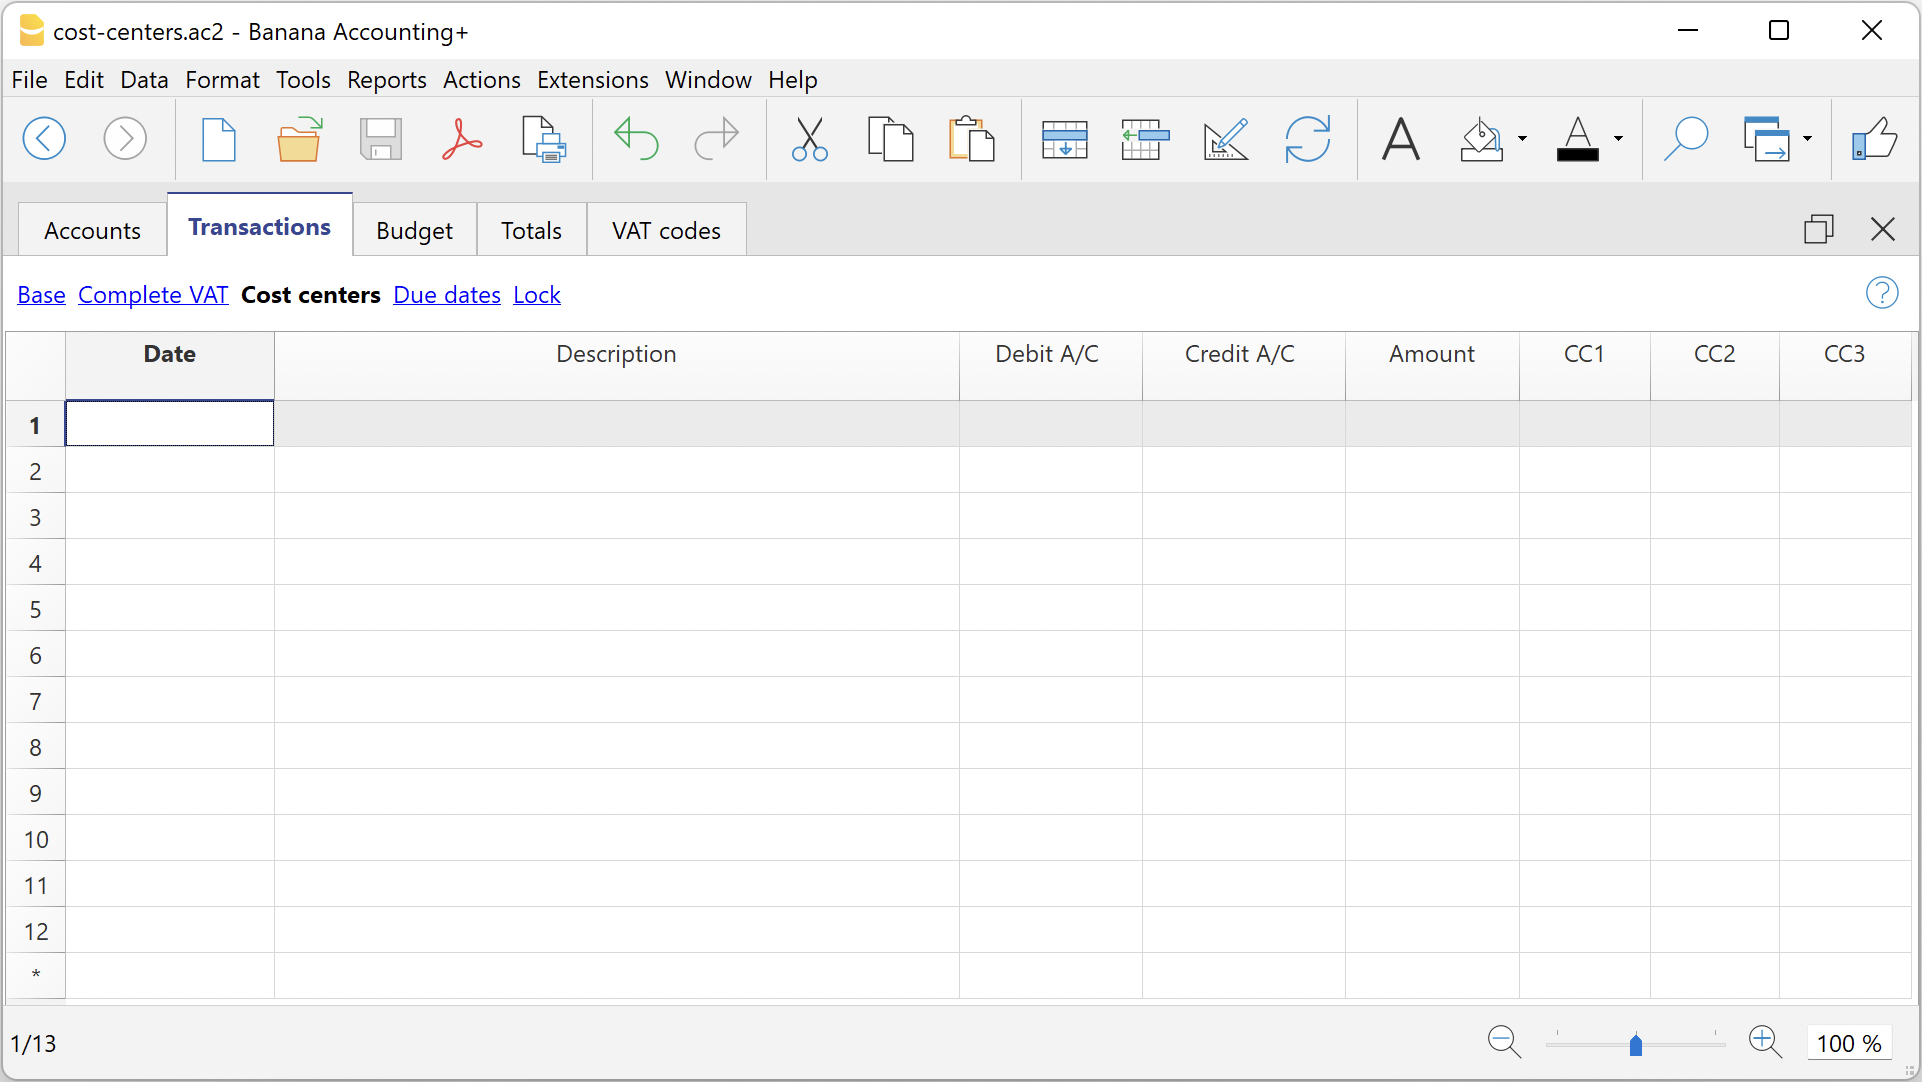 cost-centers.ac2 - Banana Accounting+
File Edit Data Format Tools Reports Actions Extensions Window Help
Accounts Transactions Budget Totals VAT codes
Base Complete VAT Cost centers Due dates Lock
Date Description Debit A/C Credit A/C Amount CC1 CC2 CC3
1
2
3
4
5
6
7
8
9
10
11
12
*
1/13 100 %